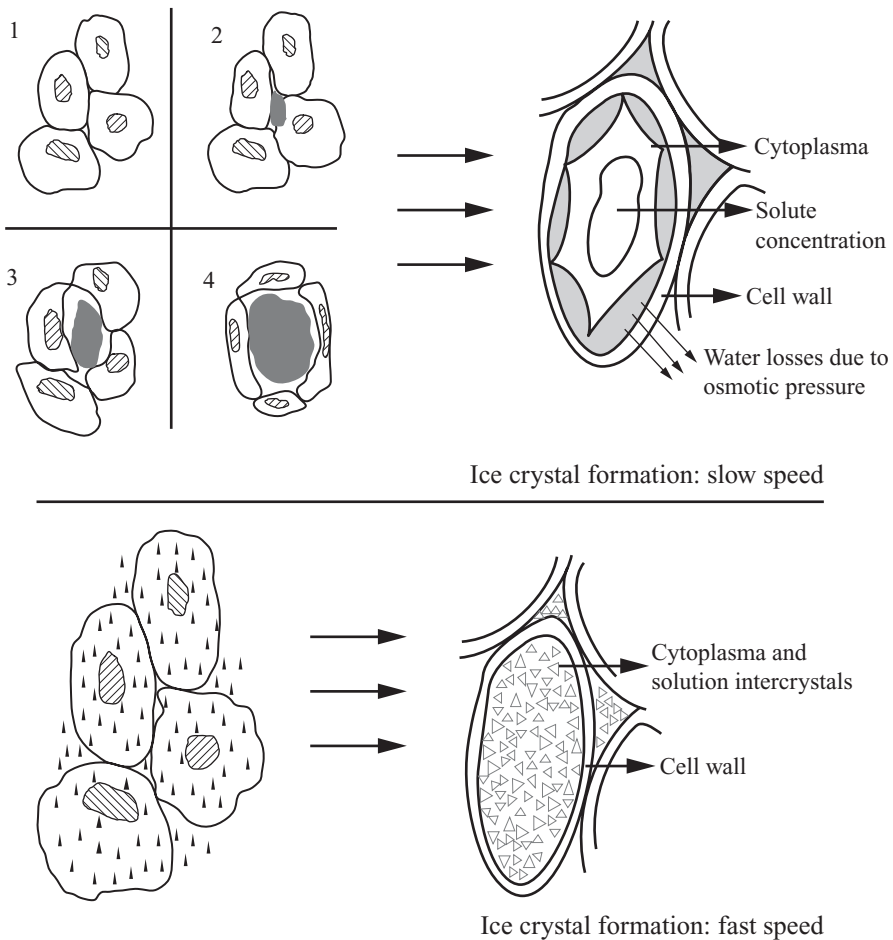 1
2
3
4
Cytoplasma
Solute
concentration
Cell wall
Water losses due to
osmotic pressure
Ice crystal formation: slow speed
Cytoplasma and
solution intercrystals
Cell wall
Ice crystal formation: fast speed